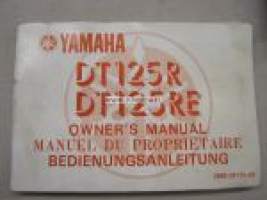 YAMAHA
DT125R
DT125RE
OWNER'S MANUAL
MANUEL DU PROPRIETAIRE
BEDIENUNGSANLEITUNG